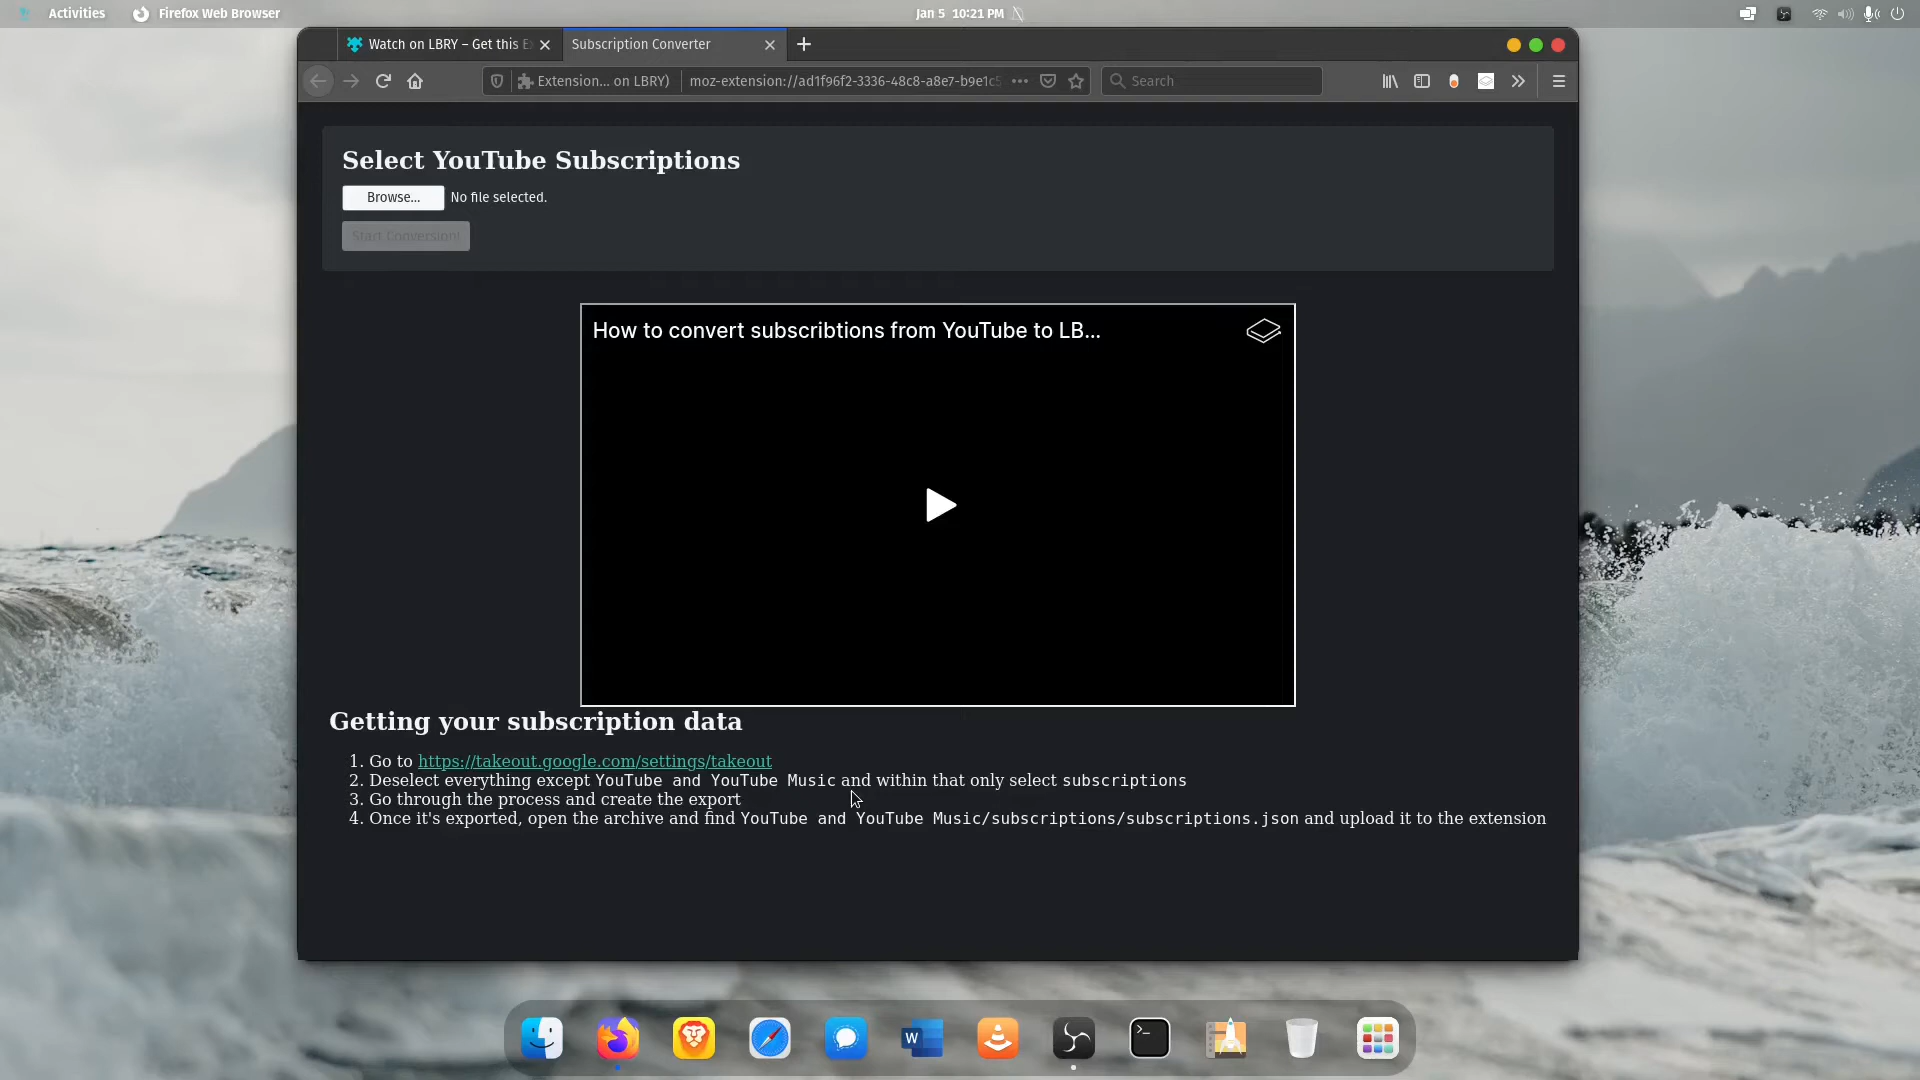 Activities
Firefox Web Browser
Jan 5 10:21 PM
Watch on LBRY – Get this E
Subscription Converter
Extension... on LBRY)
moz-extension://ad1f96f2-3336-48c8-a8e7-b9e1c5
Search
Select YouTube Subscriptions
Browse...
No file selected.
Start Conversion!
How to convert subscribtions from YouTube to LB...
Getting your subscription data
1. Go to https://takeout.google.com/settings/takeout
2. Deselect everything except YouTube and YouTube Music and within that only select subscriptions
3. Go through the process and create the export
4. Once it's exported, open the archive and find YouTube and YouTube Music/subscriptions/subscriptions.json and upload it to the extension
W
>_